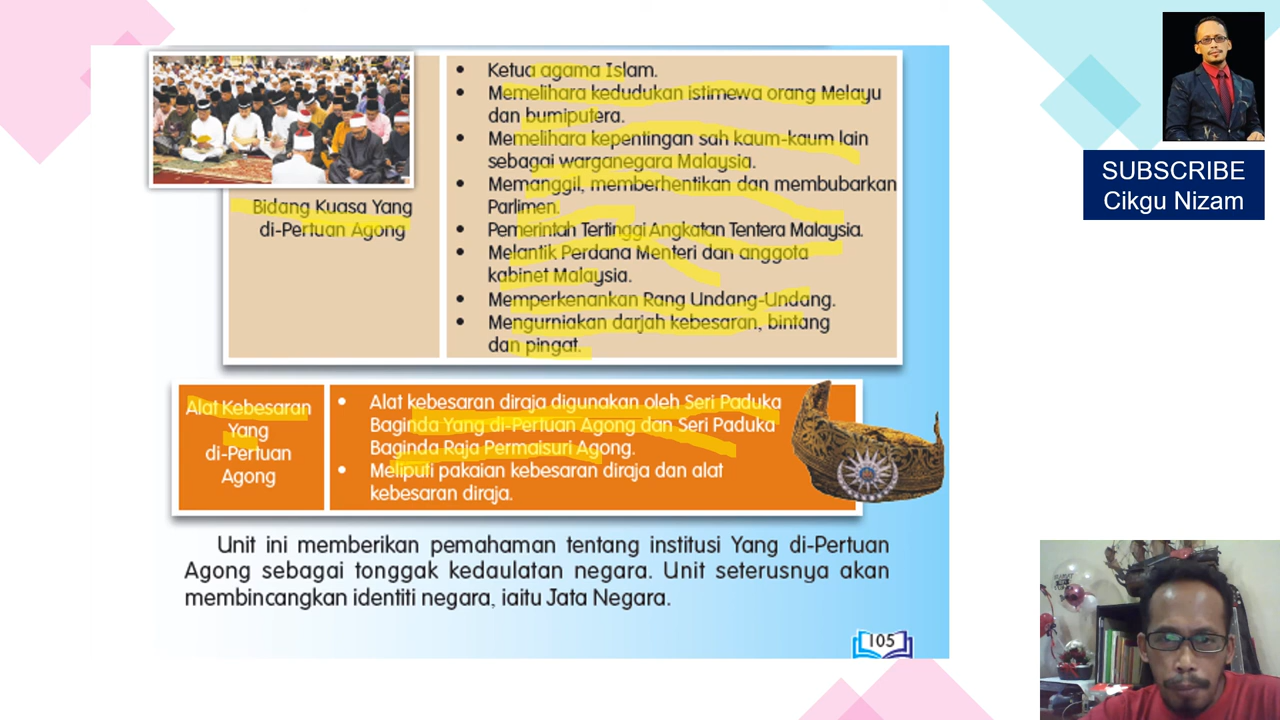 Bidang Kuasa Yang
di-Pertuan Agong
• Ketua agama Islam.
• Memelihara kedudukan istimewa orang Melayu
dan bumiputera.
• Memelihara kepentingan sah kaum-kaum lain
sebagai warganegara Malaysia.
• Memanggil, memberhentikan dan membubarkan
Parlimen.
• Pemerintah Tertinggi Angkatan Tentera Malaysia.
• Melantik Perdana Menteri dan anggota
kabinet Malaysia.
• Memperkenankan Rang Undang-Undang.
• Mengurniakan darjah kebesaran, bintang
dan pingat.
Alat Kebesaran
Yang
di-Pertuan
Agong
• Alat kebesaran diraja digunakan oleh Seri Paduka
Baginda Yang di-Pertuan Agong dan Seri Paduka
Baginda Raja Permaisuri Agong.
• Meliputi pakaian kebesaran diraja dan alat
kebesaran diraja.
Unit ini memberikan pemahaman tentang institusi Yang di-Pertuan
Agong sebagai tonggak kedaulatan negara. Unit seterusnya akan
membincangkan identiti negara, iaitu Jata Negara.
105
SUBSCRIBE
Cikgu Nizam